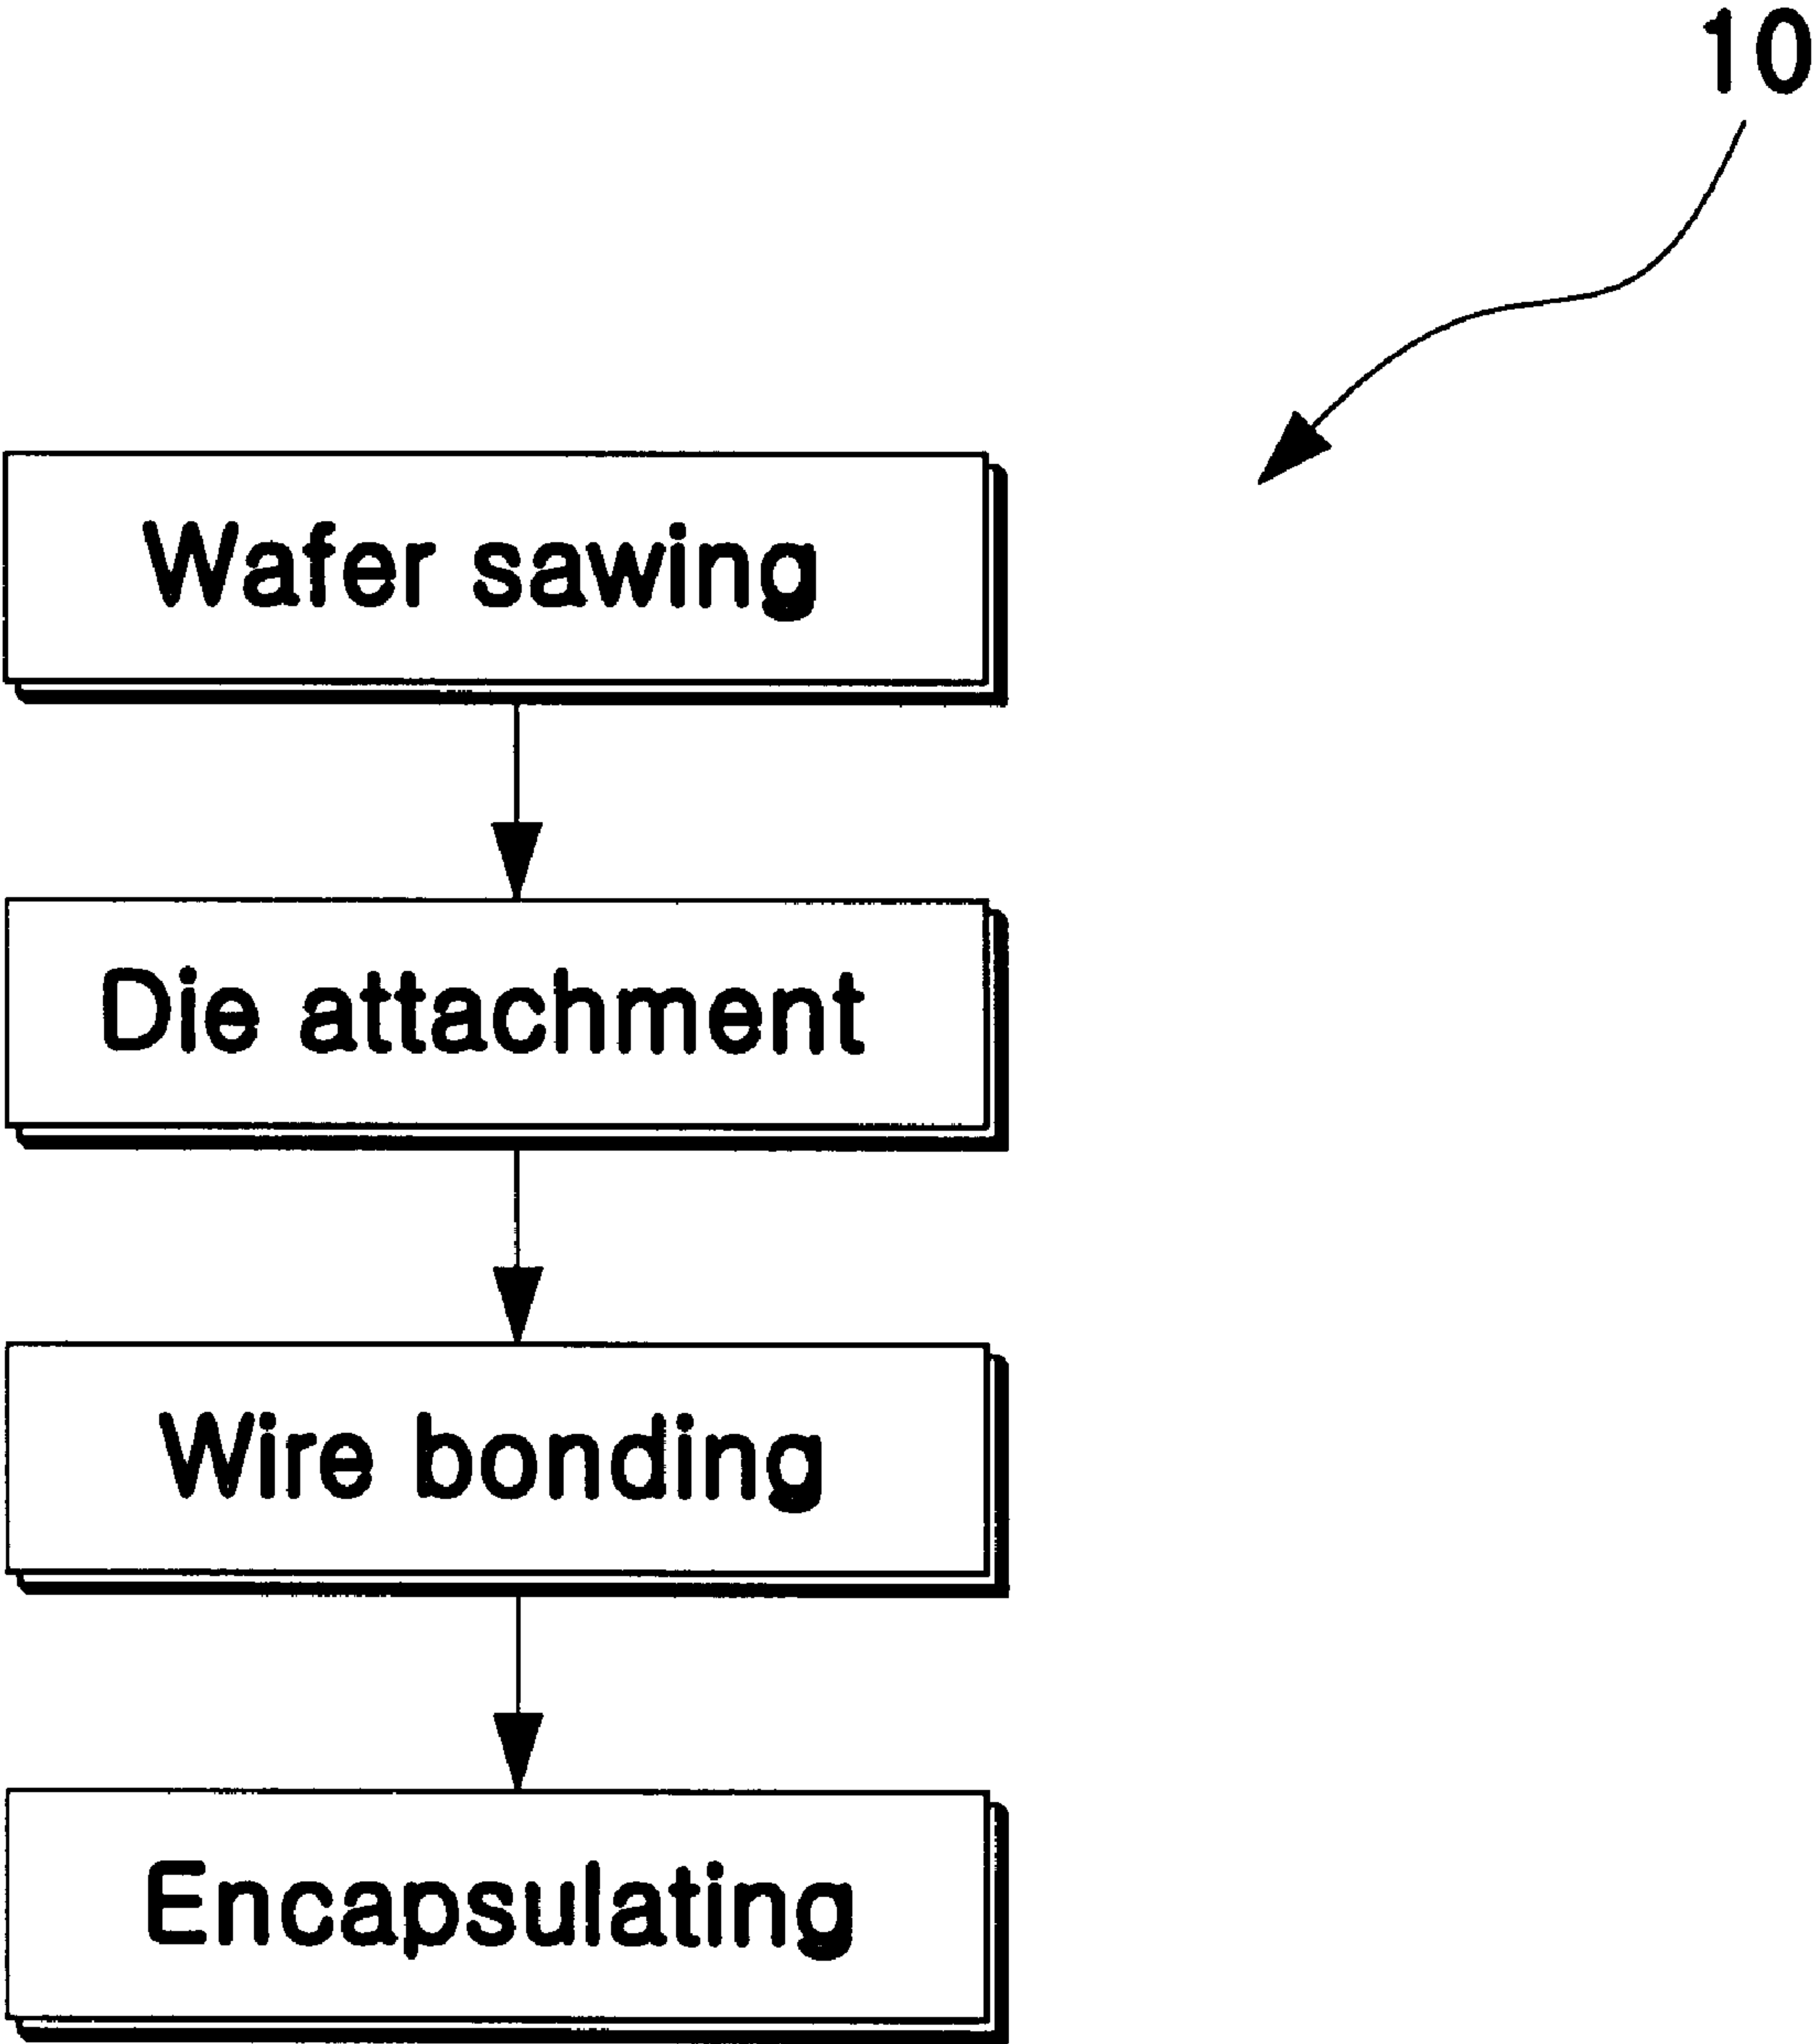 10
Wafer sawing
Die attachment
Wire bonding
Encapsulating